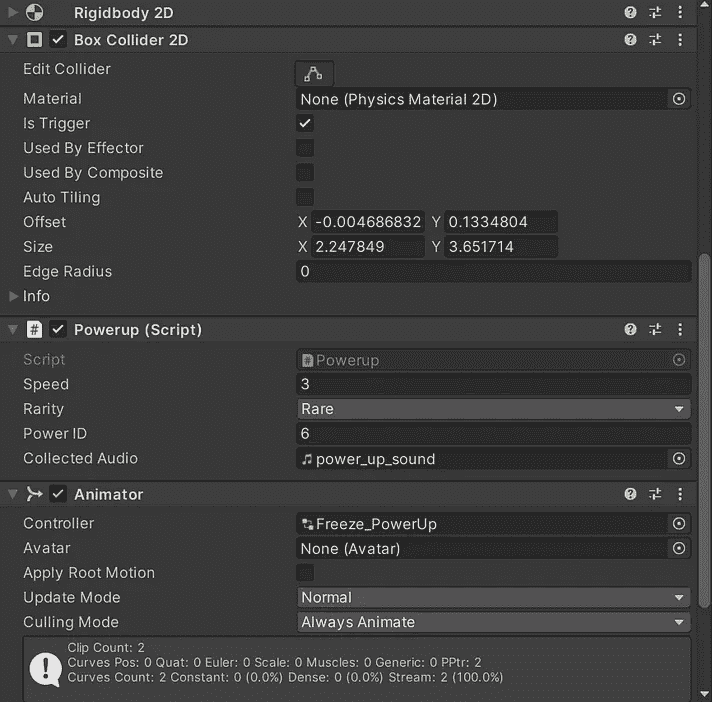 Rigidbody 2D
Box Collider 2D
Edit Collider
Material None (Physics Material 2D)
Is Trigger
Used By Effector
Used By Composite
Auto Tiling
Offset X -0.004686832 Y 0.1334804
Size X 2.247849 Y 3.651714
Edge Radius 0
Info
# Powerup (Script)
Script # Powerup
Speed 3
Rarity Rare
Power ID 6
Collected Audio power_up_sound
Animator
Controller Freeze_PowerUp
Avatar None (Avatar)
Apply Root Motion
Update Mode Normal
Culling Mode Always Animate
Clip Count: 2
Curves Pos: 0 Quat: 0 Euler: 0 Scale: 0 Muscles: 0 Generic: 0 PPtr: 2
Curves Count: 2 Constant: 0 (0.0%) Dense: 0 (0.0%) Stream: 2 (100.0%)